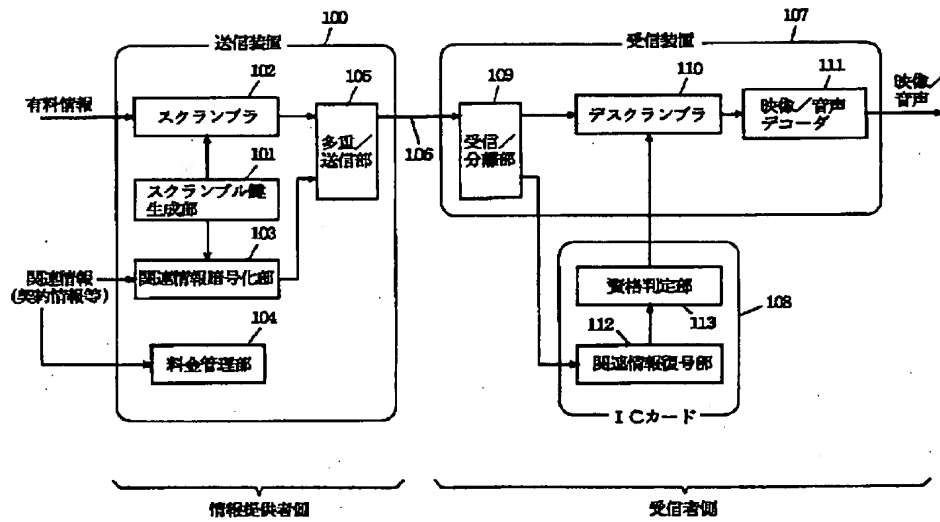 100
送信装置
107
受信装置
102
105
109
110
111
有料情報
スクランブラ
多重／
送信部
106
受信／
分離部
デスクランブラ
映像／音声
デコーダ
映像／
音声
101
スクランブル鍵
生成部
103
関連情報
(契約情報等)
関連情報暗号化部
資格判定部
108
104
112
113
料金管理部
関連情報復号部
ICカード
情報提供者側
受信者側